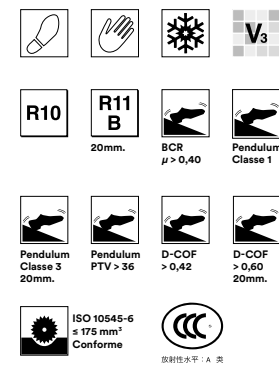 V3
R10
R11
B
20mm.
BCR
μ > 0,40
Pendulum
Classe 1
Pendulum
Classe 3
20mm.
Pendulum
PTV > 36
D-COF
> 0,42
D-COF
> 0,60
20mm.
ISO 10545-6
≤ 175 mm³
Conforme
CCC
放射性水平：A 类